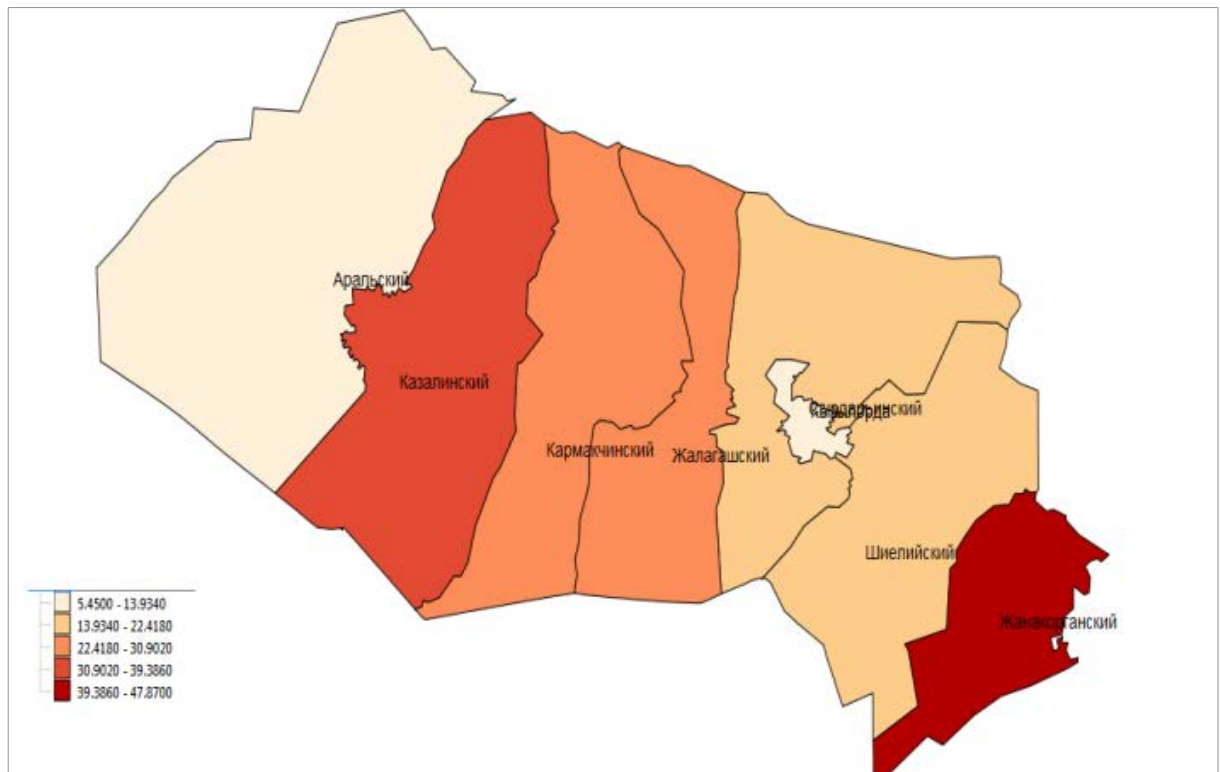 Аральский
Казалинский
Кармакчинский
Жалагашский
Шиелийский
Жанакорганский
5.4500 - 13.9340
13.9340 - 22.4180
22.4180 - 30.9020
30.9020 - 39.3860
39.3860 - 47.8700